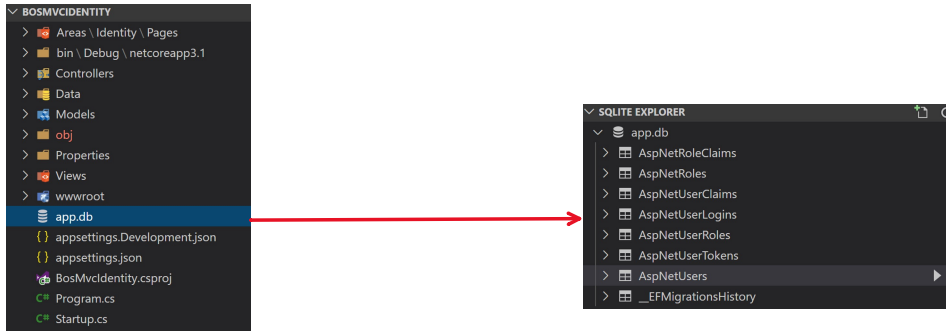 BOSMVCIDENTITY
Areas \ Identity \ Pages
bin \ Debug \ netcoreapp3.1
Controllers
Data
Models
obj
Properties
Views
wwwroot
app.db
{ } appsettings.Development.json
{ } appsettings.json
BosMvcIdentity.csproj
C# Program.cs
C# Startup.cs
SQLITE EXPLORER
app.db
AspNetRoleClaims
AspNetRoles
AspNetUserClaims
AspNetUserLogins
AspNetUserRoles
AspNetUserTokens
AspNetUsers
__EFMigrationsHistory